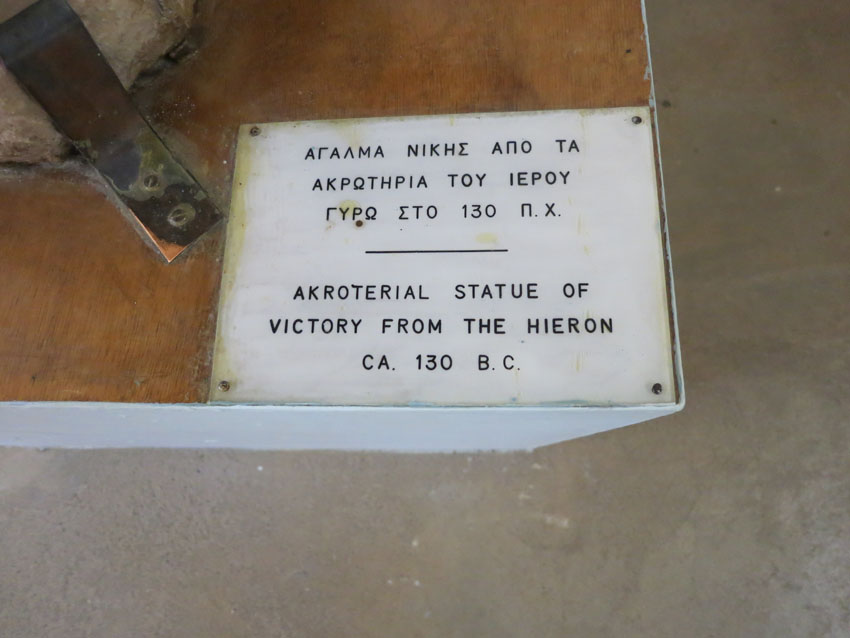 ΑΓΑΛΜΑ ΝΙΚΗΣ ΑΠΟ ΤΑ
ΑΚΡΩΤΗΡΙΑ ΤΟΥ ΙΕΡΟΥ
ΓΥΡΩ ΣΤΟ 130 Π.Χ.
AKROTERIAL STATUE OF
VICTORY FROM THE HIERON
CA. 130 B.C.